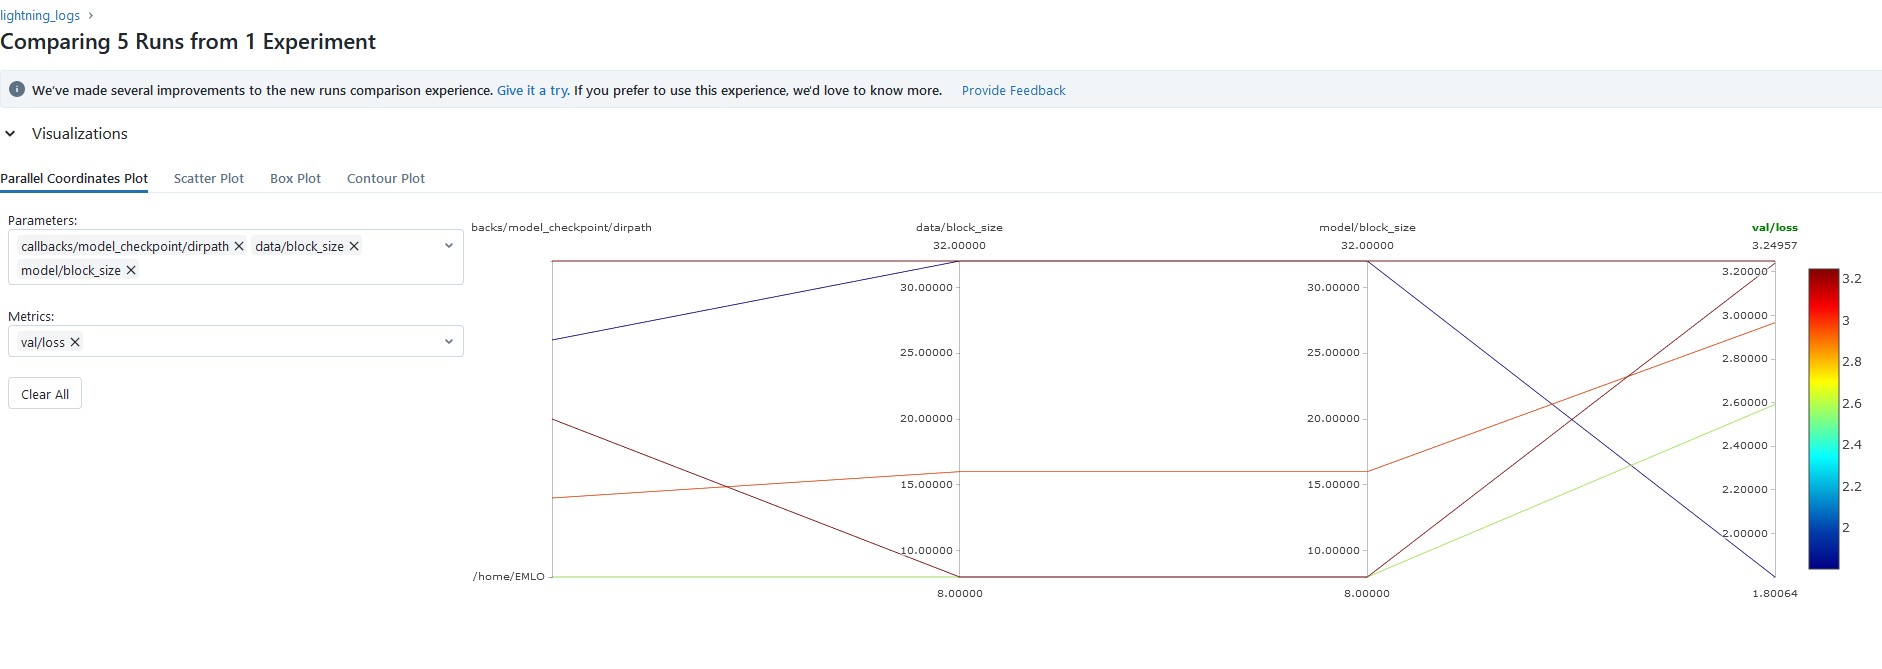 lightning_logs
Comparing 5 Runs from 1 Experiment
We've made several improvements to the new runs comparison experience. Give it a try. If you prefer to use this experience, we'd love to know more. Provide Feedback
Visualizations
Parallel Coordinates Plot Scatter Plot Box Plot Contour Plot
Parameters:
callbacks/model_checkpoint/dirpath data/block_size
model/block_size
Metrics:
val/loss
Clear All
backs/model_checkpoint/dirpath
/home/EMLO
data/block_size
32.00000
30.00000
25.00000
20.00000
15.00000
10.00000
8.00000
model/block_size
32.00000
30.00000
25.00000
20.00000
15.00000
10.00000
8.00000
val/loss
3.24957
3.20000
3.00000
2.80000
2.60000
2.40000
2.20000
2.00000
1.80064
3.2
3
2.8
2.6
2.4
2.2
2